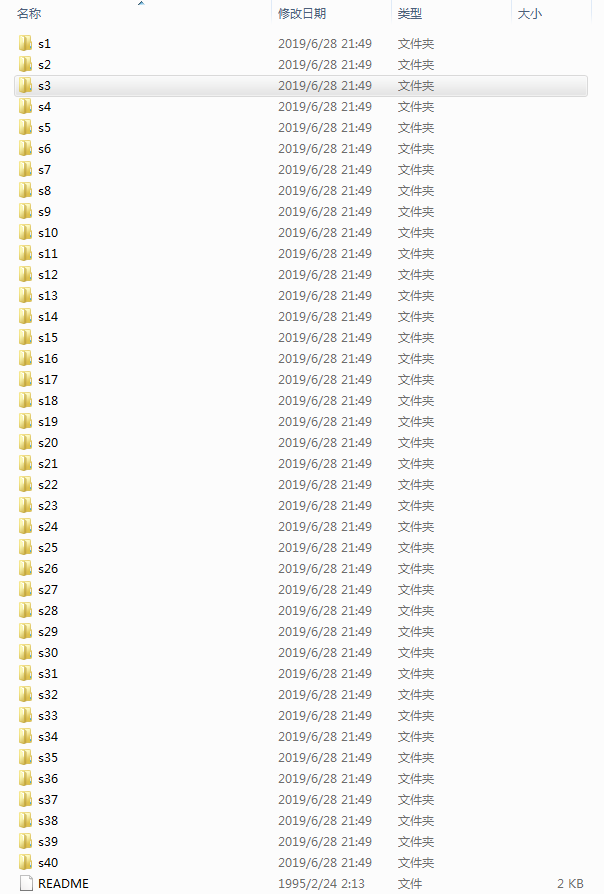 名称 修改日期 类型 大小
s1 2019/6/28 21:49 文件夹
s2 2019/6/28 21:49 文件夹
s3 2019/6/28 21:49 文件夹
s4 2019/6/28 21:49 文件夹
s5 2019/6/28 21:49 文件夹
s6 2019/6/28 21:49 文件夹
s7 2019/6/28 21:49 文件夹
s8 2019/6/28 21:49 文件夹
s9 2019/6/28 21:49 文件夹
s10 2019/6/28 21:49 文件夹
s11 2019/6/28 21:49 文件夹
s12 2019/6/28 21:49 文件夹
s13 2019/6/28 21:49 文件夹
s14 2019/6/28 21:49 文件夹
s15 2019/6/28 21:49 文件夹
s16 2019/6/28 21:49 文件夹
s17 2019/6/28 21:49 文件夹
s18 2019/6/28 21:49 文件夹
s19 2019/6/28 21:49 文件夹
s20 2019/6/28 21:49 文件夹
s21 2019/6/28 21:49 文件夹
s22 2019/6/28 21:49 文件夹
s23 2019/6/28 21:49 文件夹
s24 2019/6/28 21:49 文件夹
s25 2019/6/28 21:49 文件夹
s26 2019/6/28 21:49 文件夹
s27 2019/6/28 21:49 文件夹
s28 2019/6/28 21:49 文件夹
s29 2019/6/28 21:49 文件夹
s30 2019/6/28 21:49 文件夹
s31 2019/6/28 21:49 文件夹
s32 2019/6/28 21:49 文件夹
s33 2019/6/28 21:49 文件夹
s34 2019/6/28 21:49 文件夹
s35 2019/6/28 21:49 文件夹
s36 2019/6/28 21:49 文件夹
s37 2019/6/28 21:49 文件夹
s38 2019/6/28 21:49 文件夹
s39 2019/6/28 21:49 文件夹
s40 2019/6/28 21:49 文件夹
README 1995/2/24 2:13 文件 2 KB